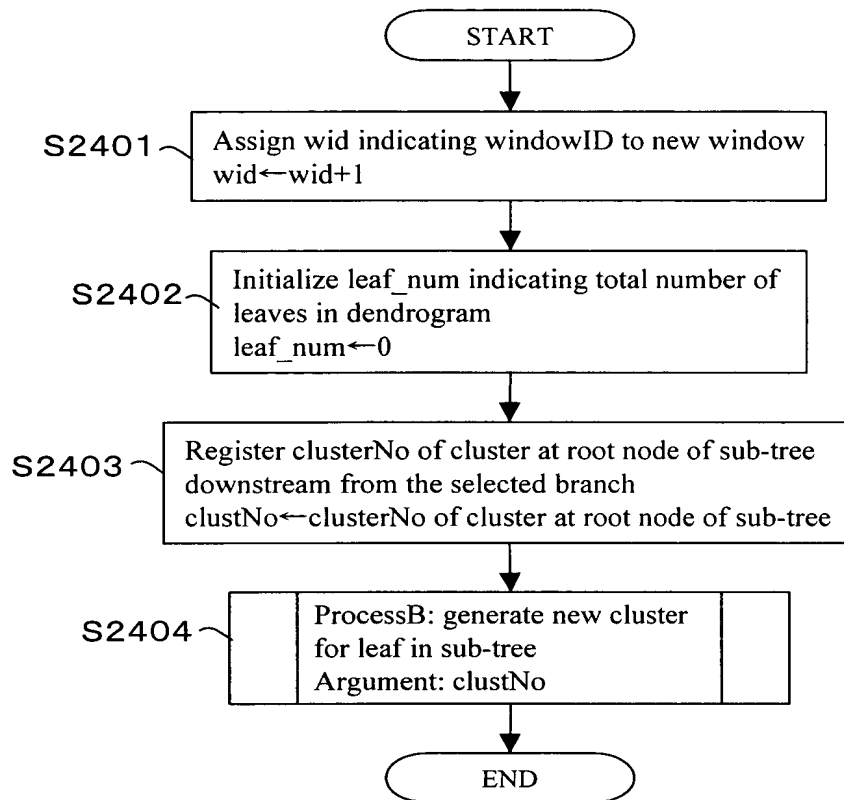 START
S2401
Assign wid indicating windowID to new window
wid←wid+1
S2402
Initialize leaf_num indicating total number of
leaves in dendrogram
leaf_num←0
S2403
Register clusterNo of cluster at root node of sub-tree
downstream from the selected branch
clustNo←clusterNo of cluster at root node of sub-tree
S2404
ProcessB: generate new cluster
for leaf in sub-tree
Argument: clustNo
END